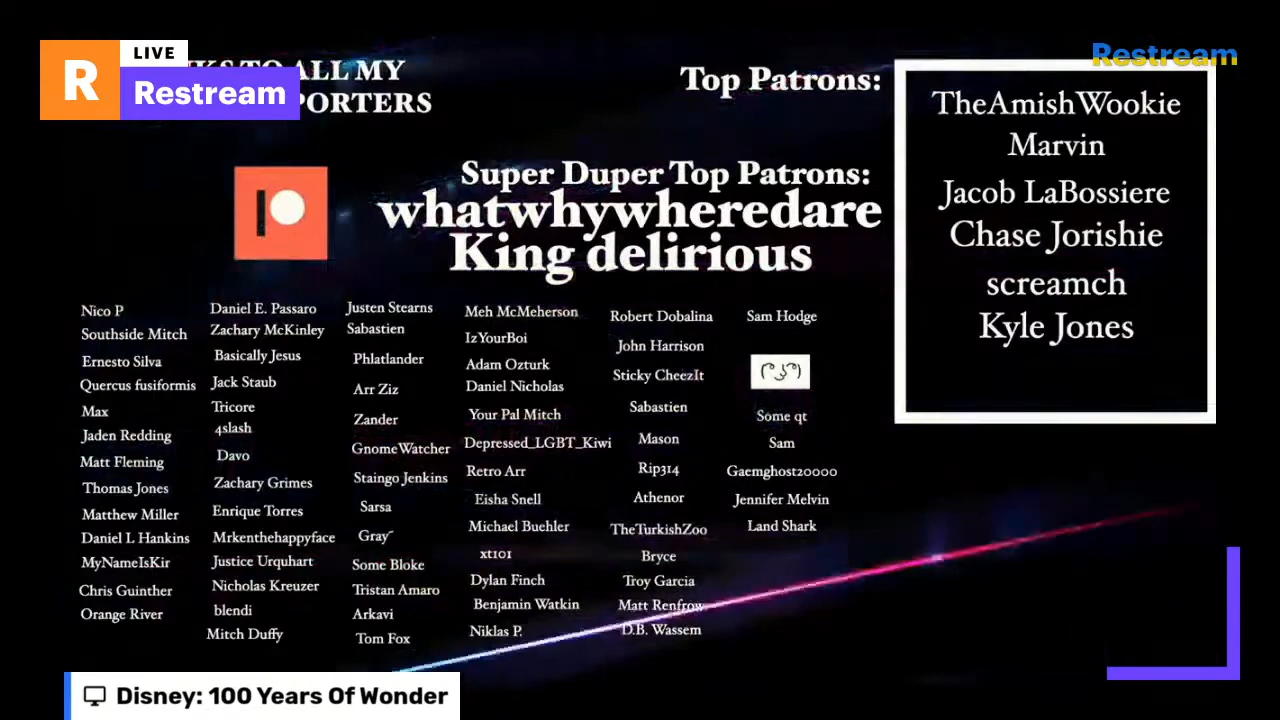 R
LIVE
Restream
Restream
ALL MY
PORTERS
Top Patrons:
TheAmishWookie
Marvin
Jacob LaBossiere
Chase Jorishie
screamch
Kyle Jones
Super Duper Top Patrons:
whatwhywheredare
King delirious
Nico P
Southside Mitch
Ernesto Silva
Quercus fusiformis
Max
Jaden Redding
Matt Fleming
Thomas Jones
Matthew Miller
Daniel L Hankins
MyNameIsKir
Chris Guinther
Orange River
Daniel E. Passaro
Zachary McKinley
Basically Jesus
Jack Staub
Tricore
4slash
Davo
Zachary Grimes
Enrique Torres
Mrkenthehappyface
Justice Urquhart
Nicholas Kreuzer
blendi
Mitch Duffy
Justen Stearns
Sabastien
Phlatlander
Arr Ziz
Zander
GnomeWatcher
Staingo Jenkins
Sarsa
Gray
Some Bloke
Tristan Amaro
Arkavi
Tom Fox
Meh McMeherson
IzYourBoi
Adam Ozturk
Daniel Nicholas
Your Pal Mitch
Depressed_LGBT_Kiwi
Retro Arr
Eisha Snell
Michael Buehler
xt101
Dylan Finch
Benjamin Watkin
Niklas P.
Robert Dobalina
John Harrison
Sticky CheezIt
Sabastien
Mason
Rip314
Athenor
TheTurkishZoo
Bryce
Troy Garcia
Matt Renfrow
D.B. Wassem
Sam Hodge
( ͡° ͜ʖ ͡°)
Some qt
Sam
Gaemghost20000
Jennifer Melvin
Land Shark
Disney: 100 Years Of Wonder